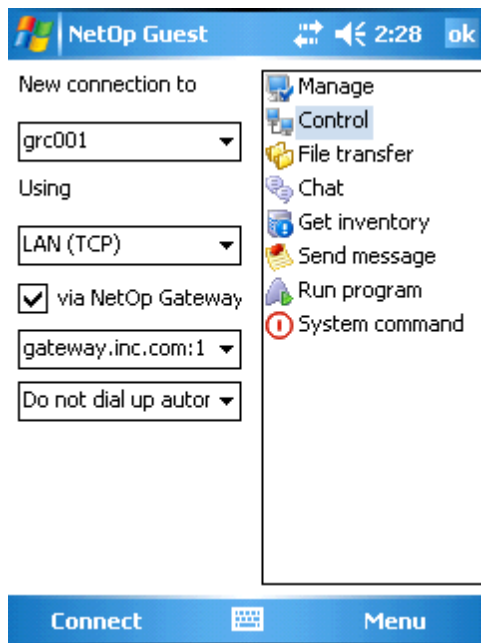 NetOp Guest 2:28 ok
New connection to
grc001
Using
LAN (TCP)
via NetOp Gateway
gateway.inc.com:1
Do not dial up autor
Manage
Control
File transfer
Chat
Get inventory
Send message
Run program
System command
Connect Menu